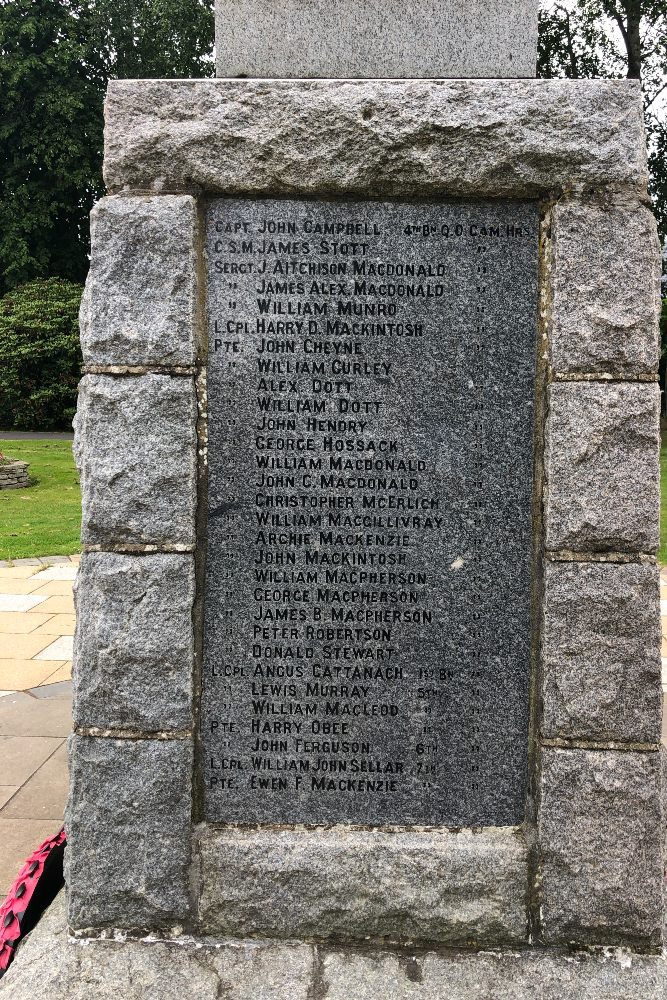 CAPT. JOHN CAMPBELL 4TH BN Q.O. CAM. HRS
C.S.M. JAMES STOTT "
SERGT. J. AITCHISON MACDONALD "
" JAMES ALEX. MACDONALD "
" WILLIAM MUNRO "
L.CPL. HARRY D. MACKINTOSH "
PTE. JOHN CHEYNE "
" WILLIAM CURLEY "
" ALEX DOTT "
" WILLIAM DOTT "
" JOHN HENDRY "
" GEORGE HOSSACK "
" WILLIAM MACDONALD "
" JOHN C. MACDONALD "
" CHRISTOPHER MCERLICH "
" WILLIAM MACGILLIVRAY "
" ARCHIE MACKENZIE "
" JOHN MACKINTOSH "
" WILLIAM MACPHERSON "
" GEORGE MACPHERSON "
" JAMES B. MACPHERSON "
" PETER ROBERTSON "
" DONALD STEWART "
L.CPL. ANGUS CATTANACH 1ST BN "
" LEWIS MURRAY 5TH "
" WILLIAM MACLEOD " "
PTE. HARRY OBEE " "
" JOHN FERGUSON 6TH "
L.CPL. WILLIAM JOHN SELLAR 7TH "
PTE. EWEN F. MACKENZIE " "